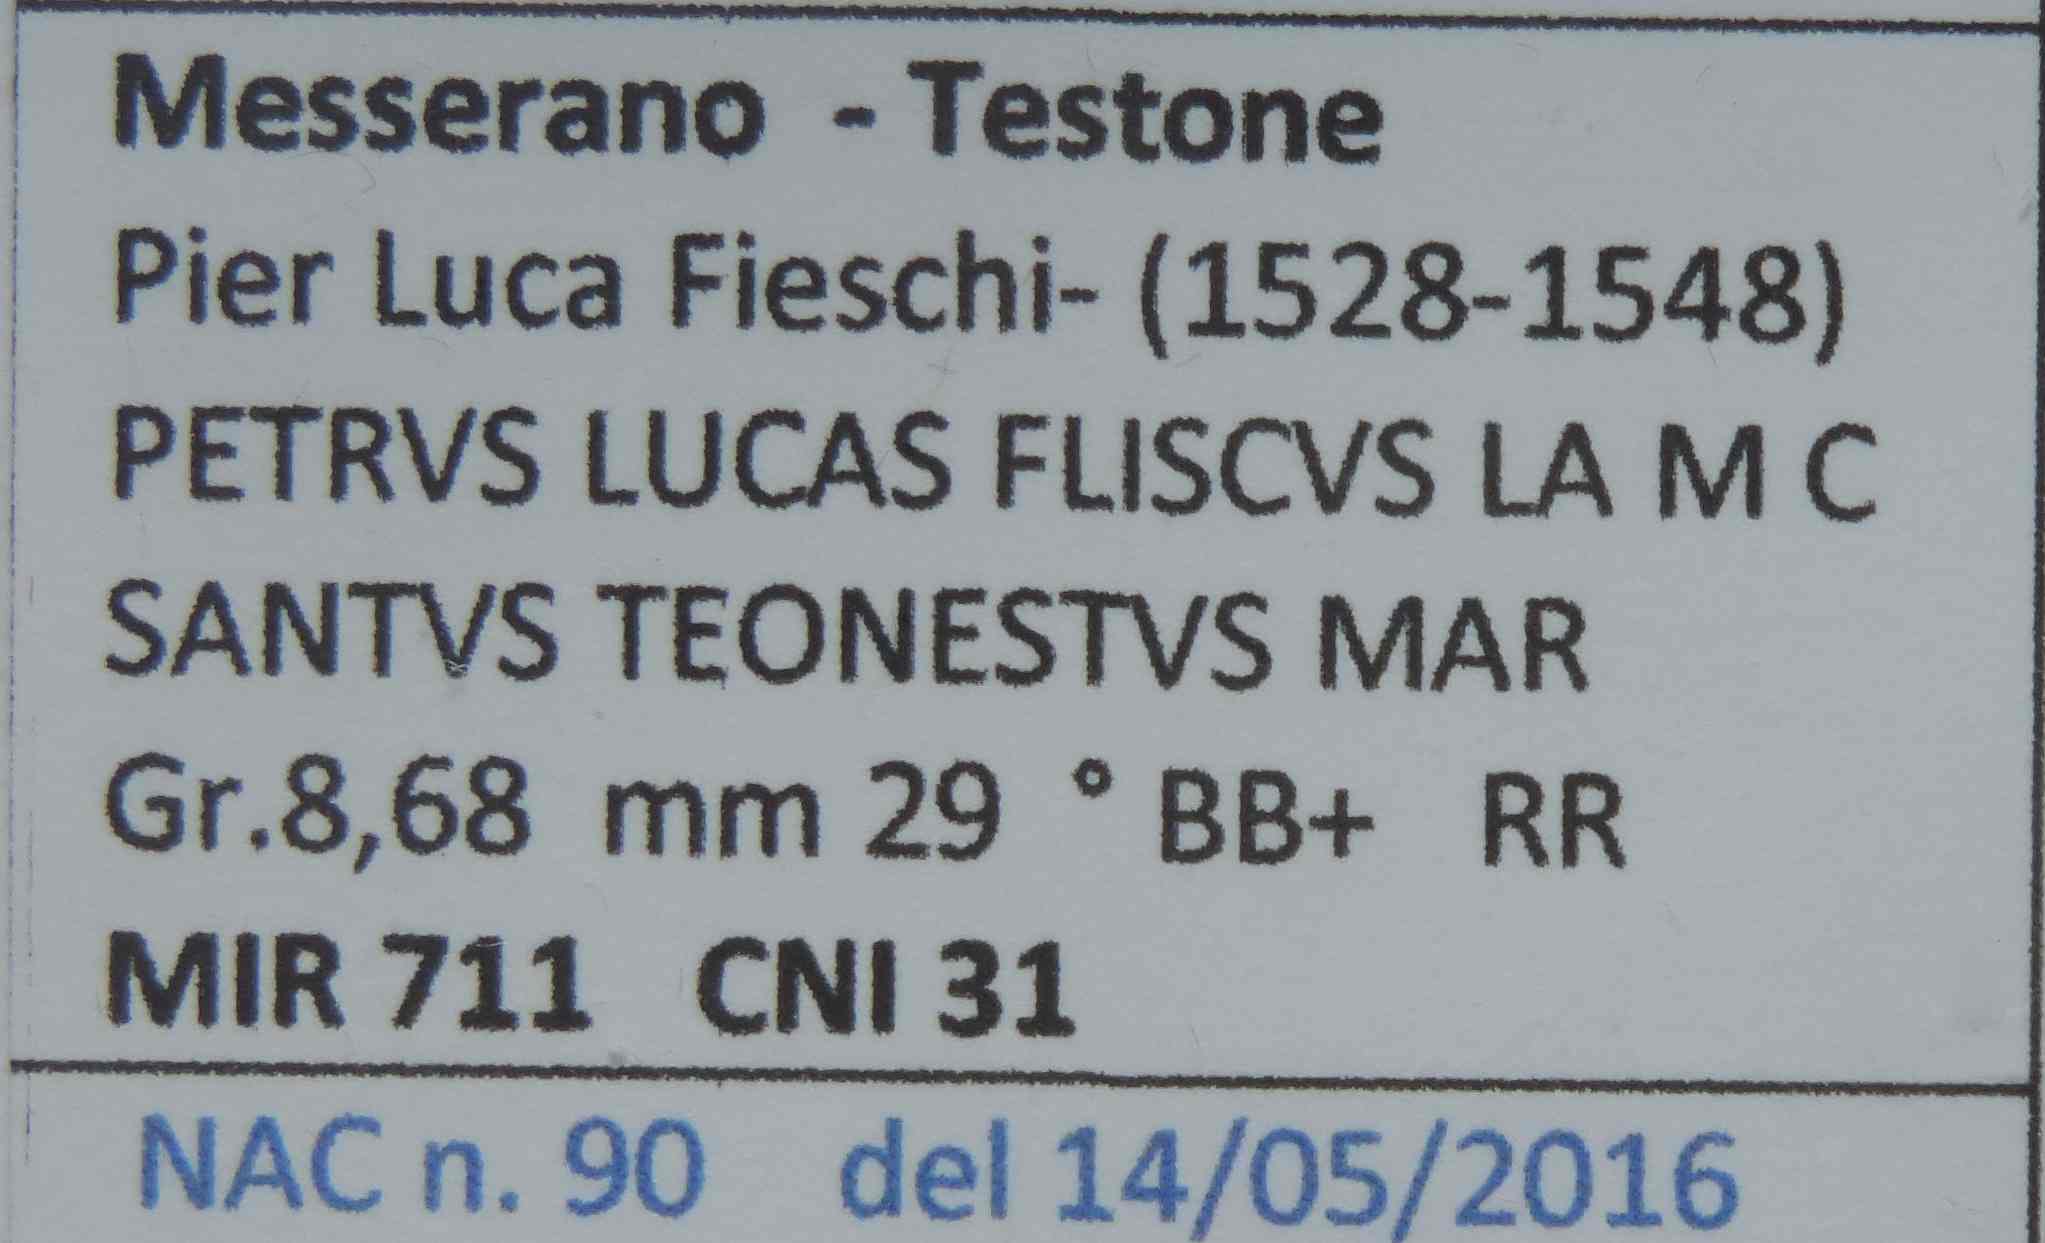 Messerano - Testone
Pier Luca Fieschi- (1528-1548)
PETRVS LUCAS FLISCVS LA M C
SANTVS TEONESTVS MAR
Gr.8,68 mm 29 ° BB+ RR
MIR 711 CNI 31
NAC n. 90 del 14/05/2016